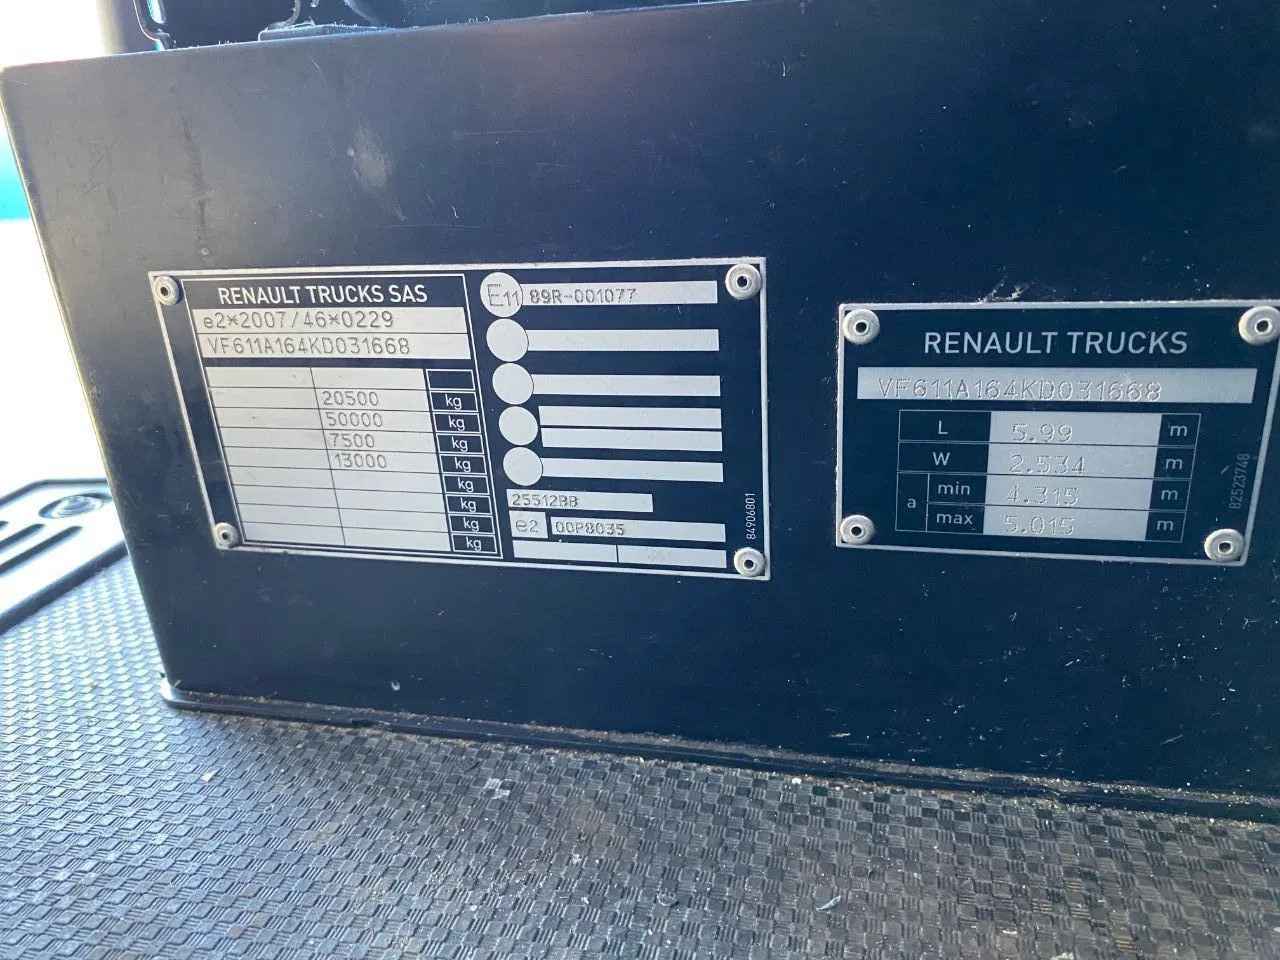 RENAULT TRUCKS SAS
e2*2007/46*0229
VF611A164KD031668
20500 kg
50000 kg
7500 kg
13000 kg
kg
kg
kg
kg
E11 89R-001077
25512BB
e2 00P8035
84906801
RENAULT TRUCKS
VF611A164KD031668
L 5.99 m
W 2.534 m
a min 4.315 m
max 5.015 m
82523748